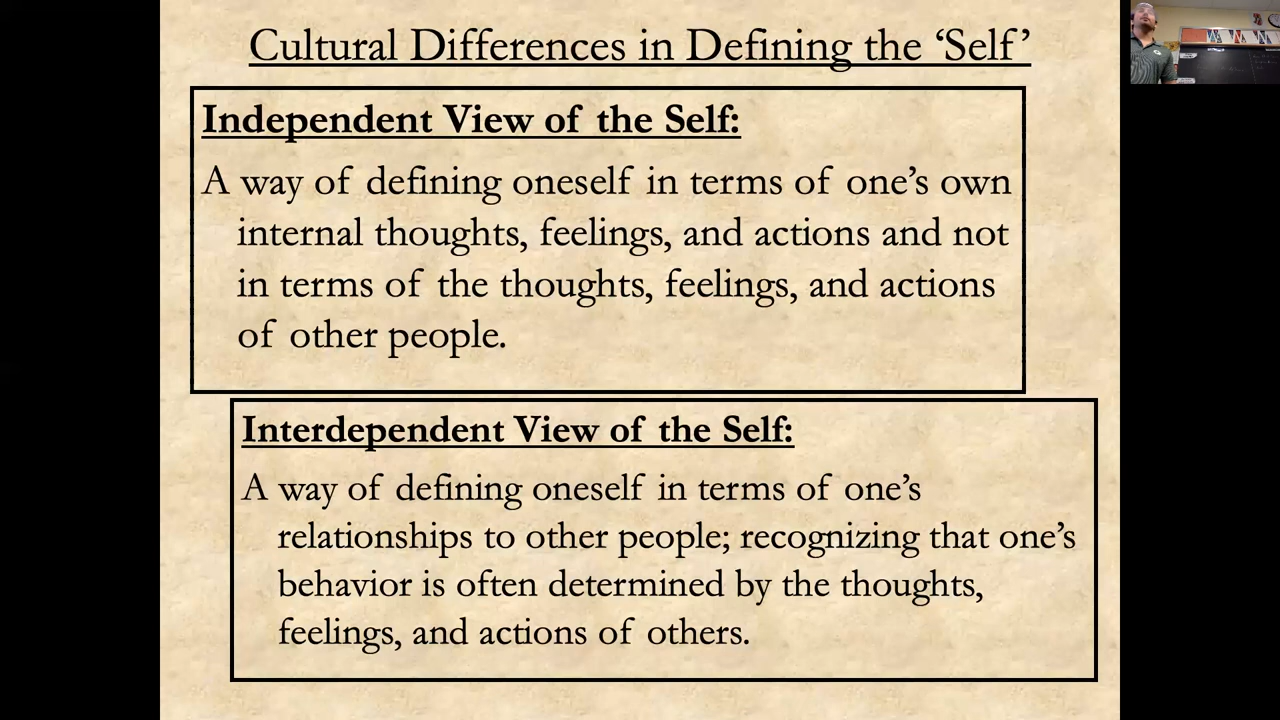 Cultural Differences in Defining the ‘Self’
Independent View of the Self:
A way of defining oneself in terms of one’s own
internal thoughts, feelings, and actions and not
in terms of the thoughts, feelings, and actions
of other people.
Interdependent View of the Self:
A way of defining oneself in terms of one’s
relationships to other people; recognizing that one’s
behavior is often determined by the thoughts,
feelings, and actions of others.